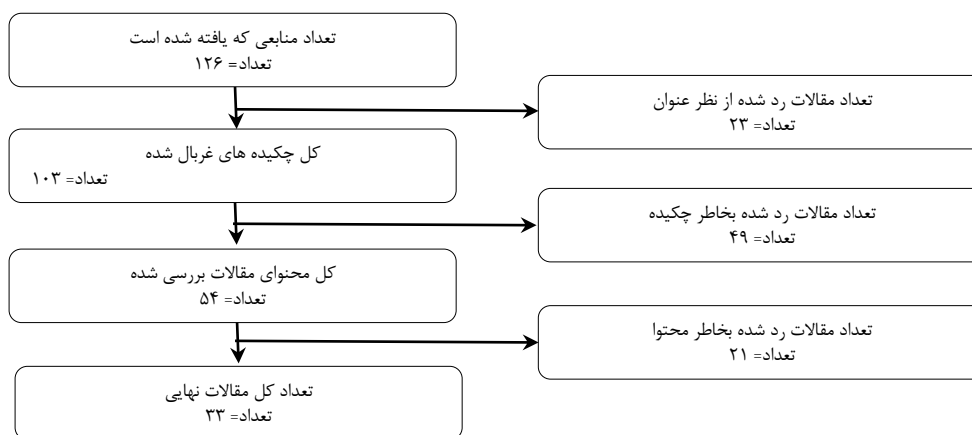 تعداد منابعی که یافته شده است
تعداد= ۱۲۶
تعداد مقالات رد شده از نظر عنوان
تعداد= ۲۳
کل چکیده های غربال شده
تعداد= ۱۰۳
تعداد مقالات رد شده بخاطر چکیده
تعداد= ۴۹
کل محنوای مقالات بررسی شده
تعداد= ۵۴
تعداد مقالات رد شده بخاطر محتوا
تعداد= ۲۱
تعداد کل مقالات نهایی
تعداد= ۳۳